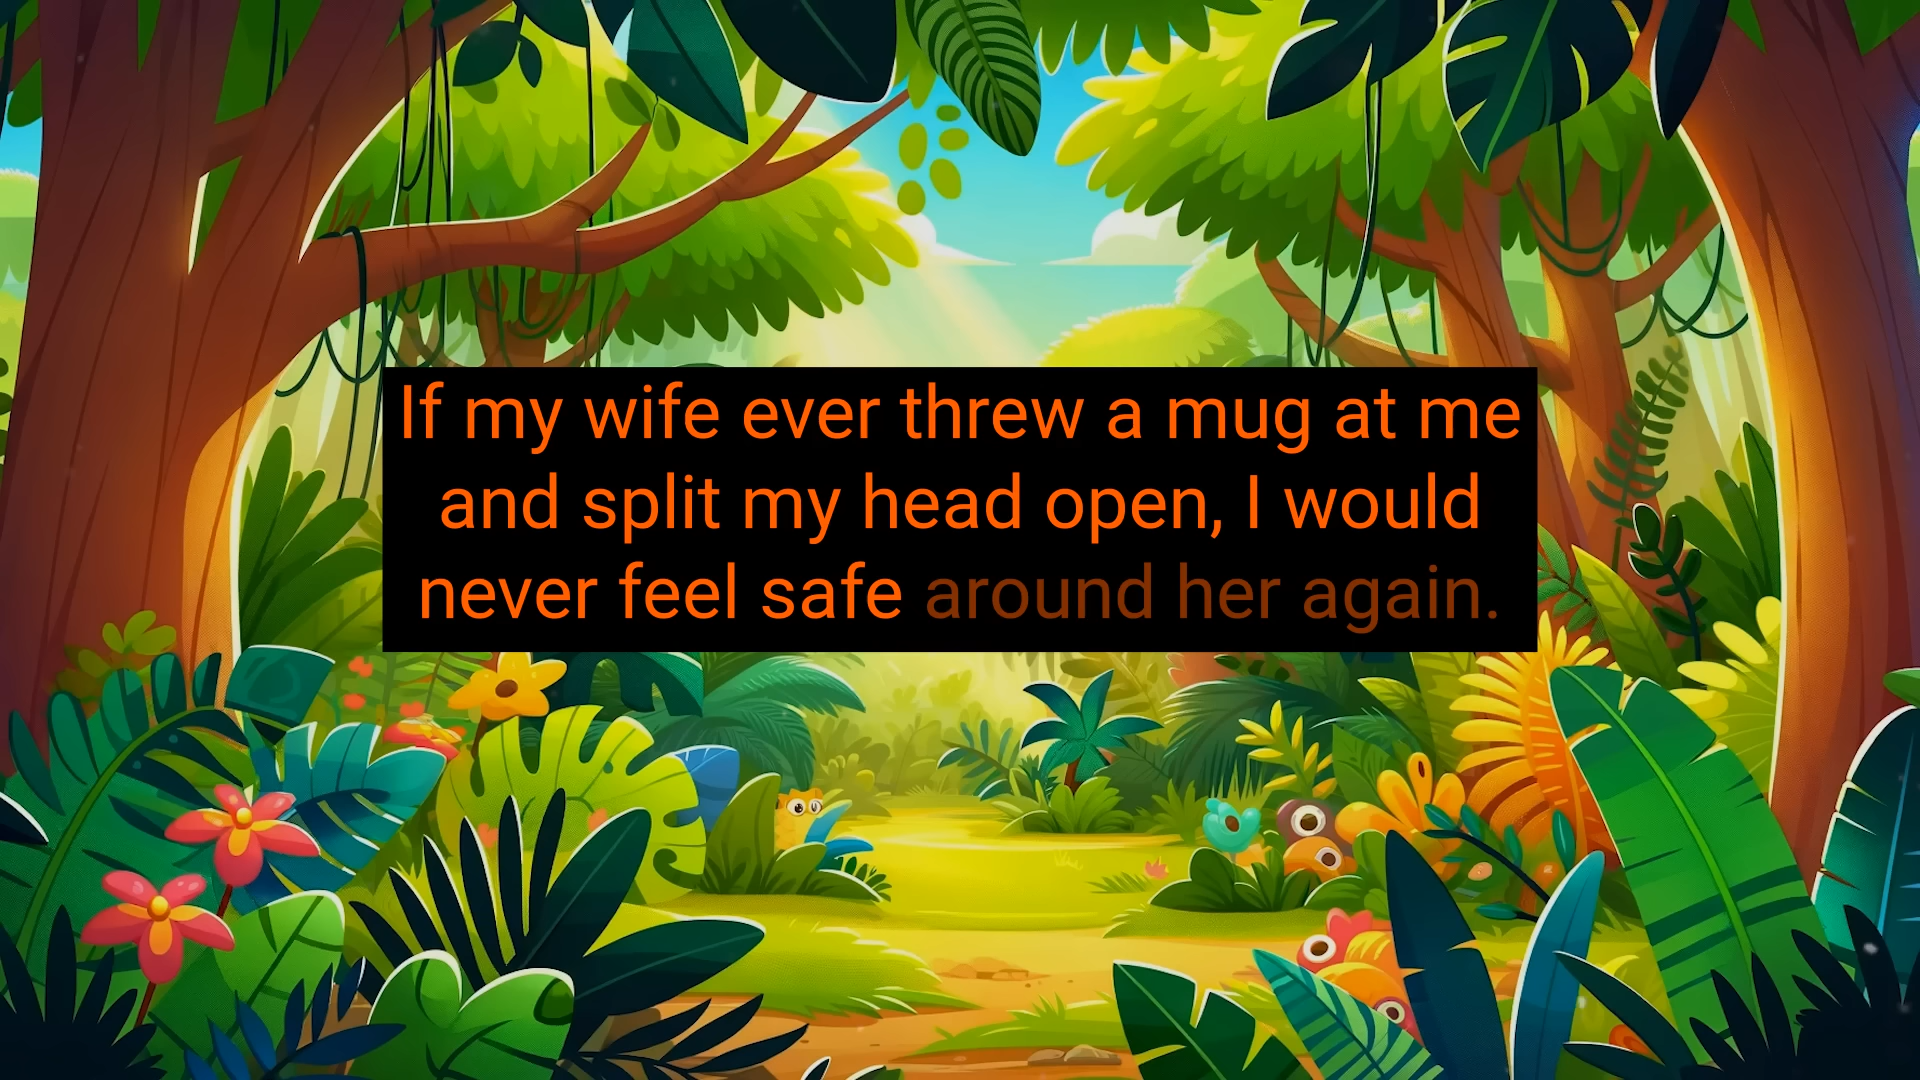 If my wife ever threw a mug at me
and split my head open, I would
never feel safe around her again.